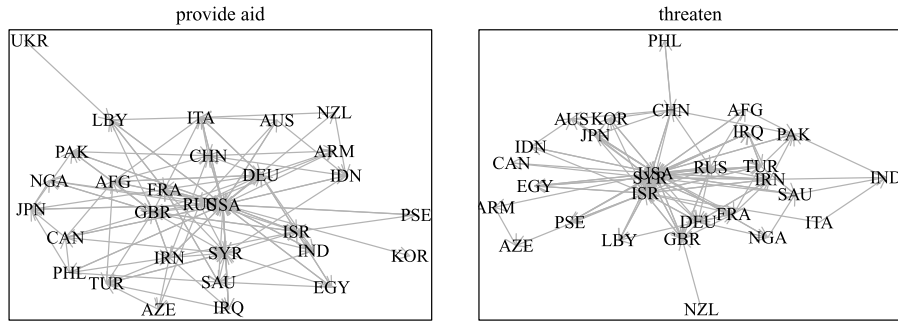 provide aid
UKR
LBY
ITA
AUS
NZL
PAK
CHN
ARM
NGA
AFG
FRA
DEU
IDN
JPN
GBR
RUS
USA
PSE
CAN
ISR
IND
KOR
PHL
IRN
SYR
TUR
SAU
EGY
AZE
IRQ
threaten
PHL
AUS
KOR
CHN
AFG
JPN
IRQ
PAK
IDN
CAN
SYR
USA
RUS
TUR
IRN
IND
EGY
ISR
SAU
ARM
PSE
DEU
FRA
ITA
AZE
LBY
GBR
NGA
NZL